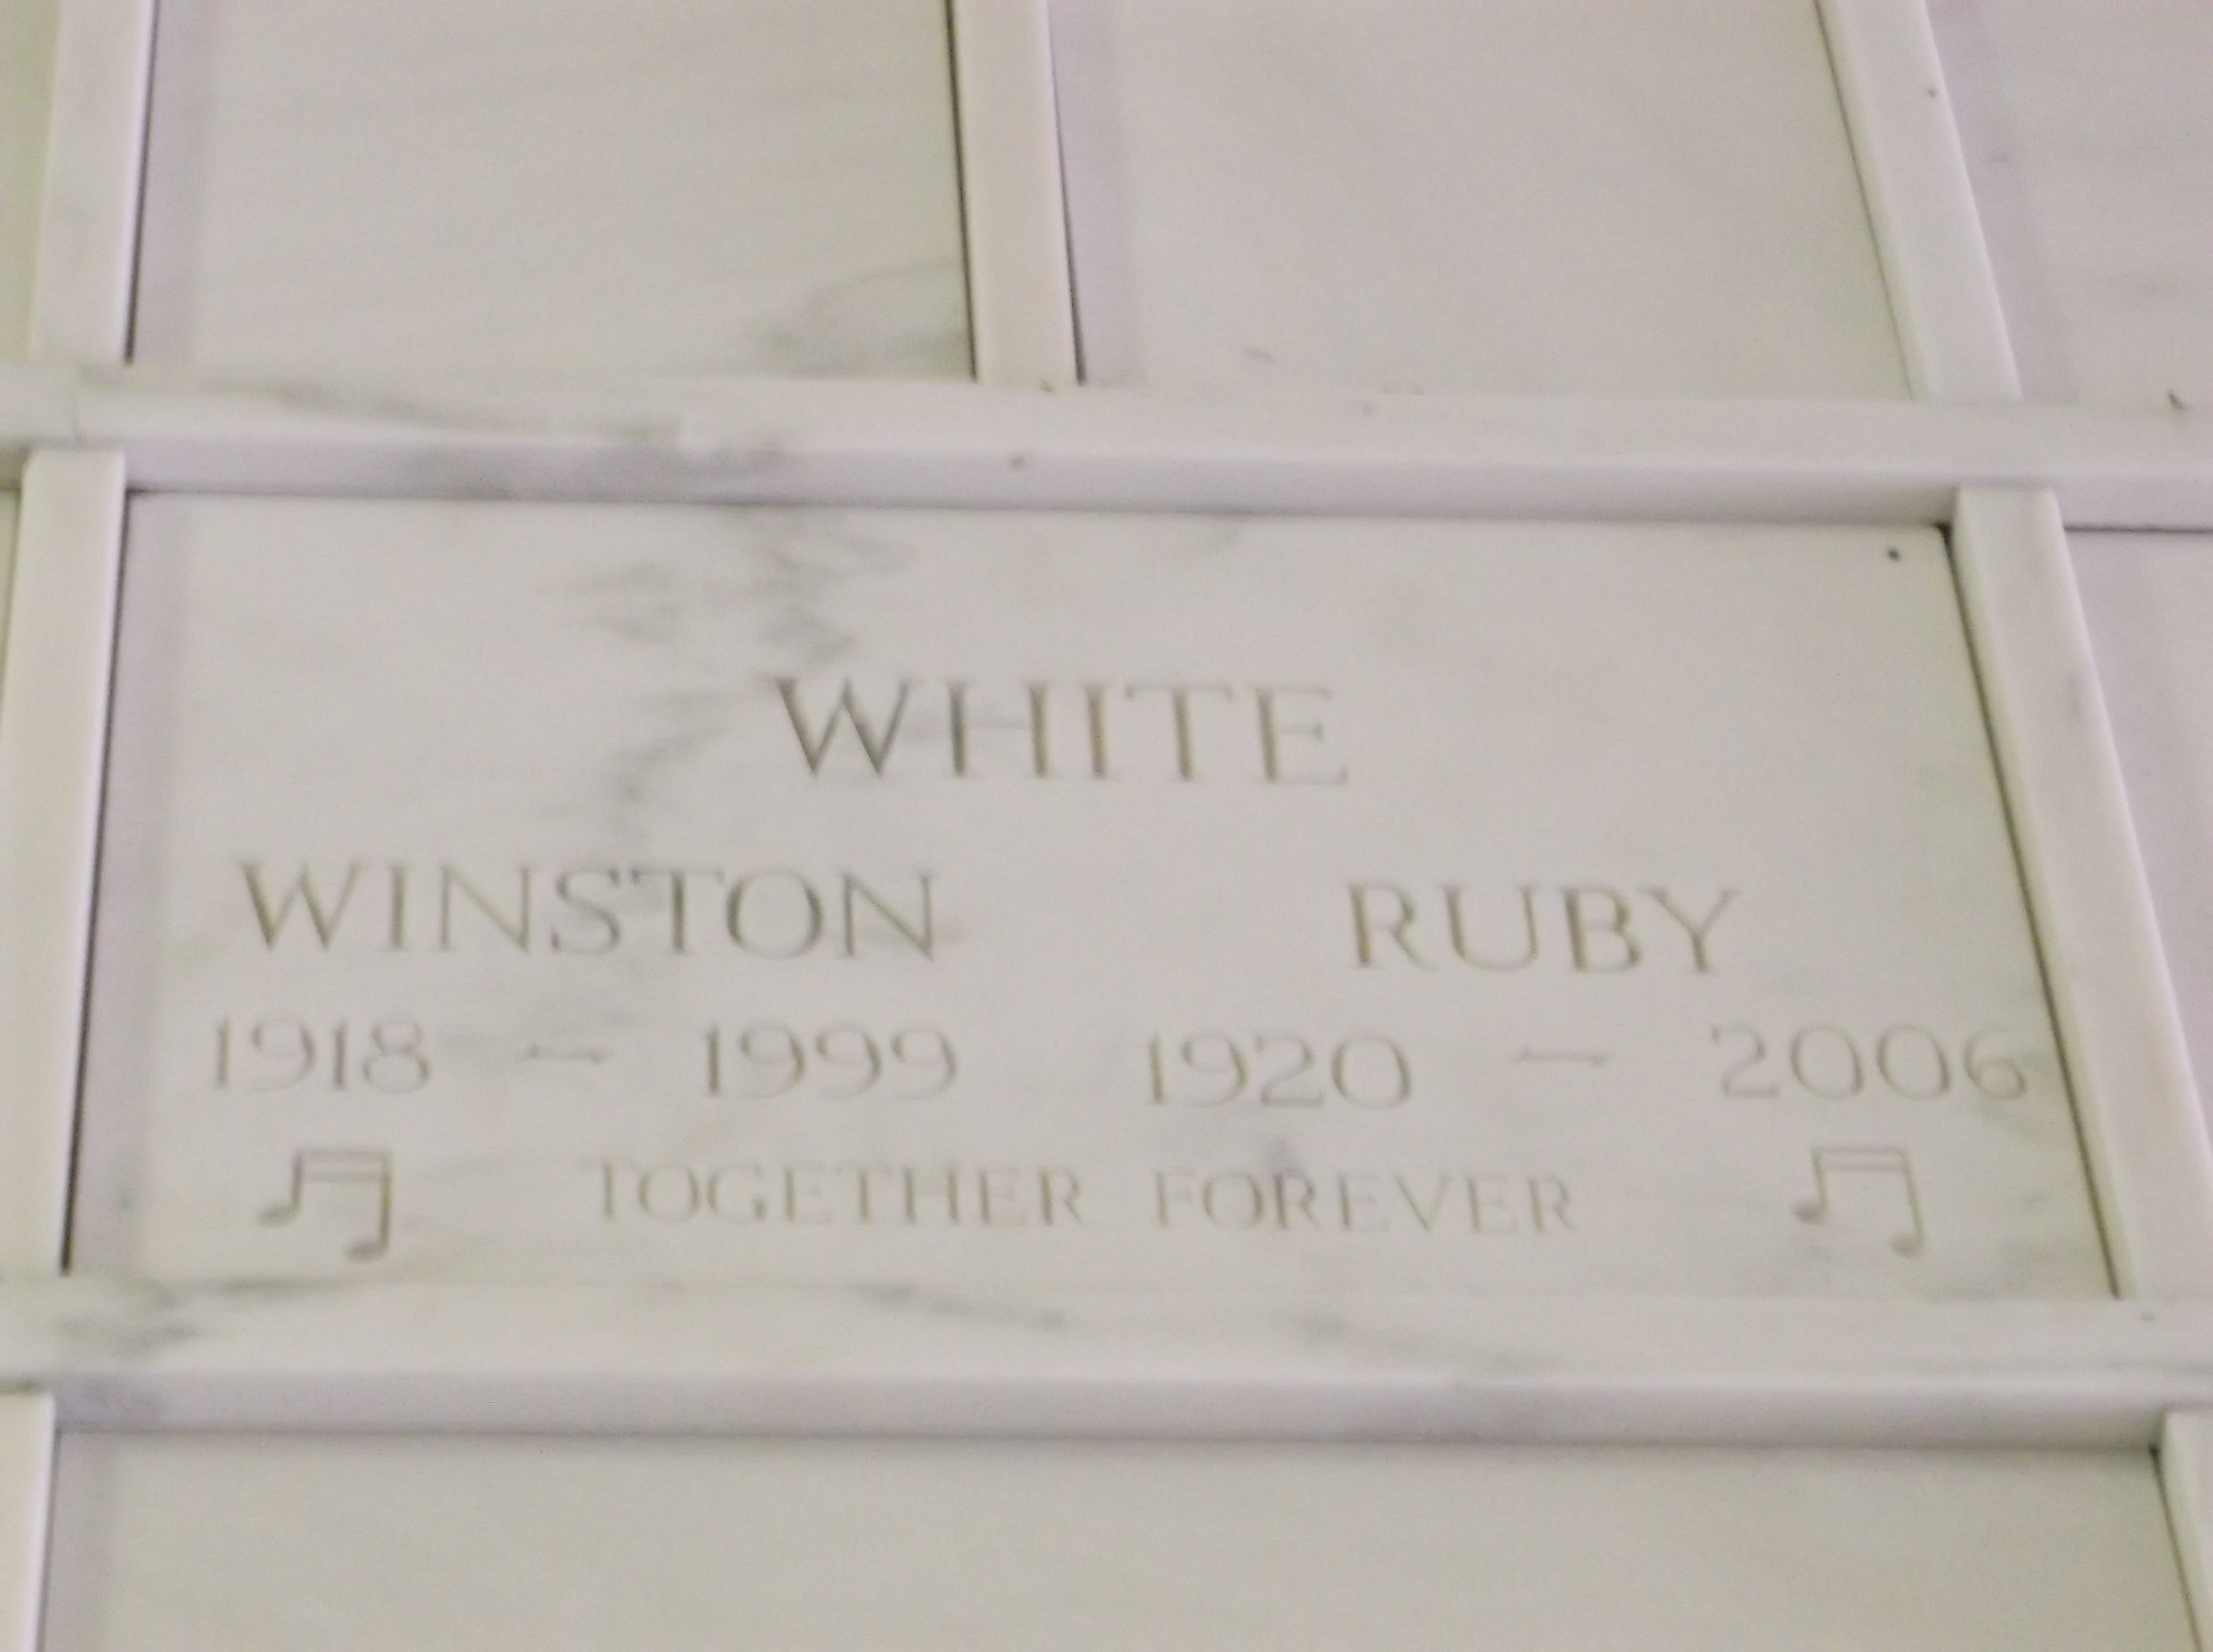 WHITE
WINSTON RUBY
1918 – 1999 1920 – 2006
TOGETHER FOREVER